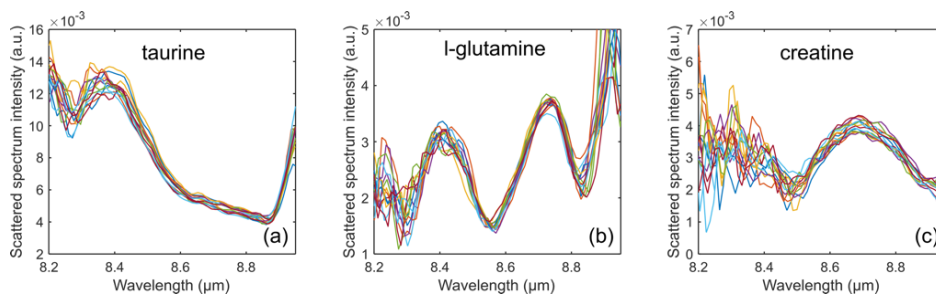 ×10⁻³
16
14
12
10
8
6
4
2
8.2 8.4 8.6 8.8
Scattered spectrum intensity (a.u.)
Wavelength (µm)
taurine
(a)
×10⁻³
5
4
3
2
1
8.2 8.4 8.6 8.8
Scattered spectrum intensity (a.u.)
Wavelength (µm)
l-glutamine
(b)
×10⁻³
7
6
5
4
3
2
1
0
8.2 8.4 8.6 8.8
Scattered spectrum intensity (a.u.)
Wavelength (µm)
creatine
(c)